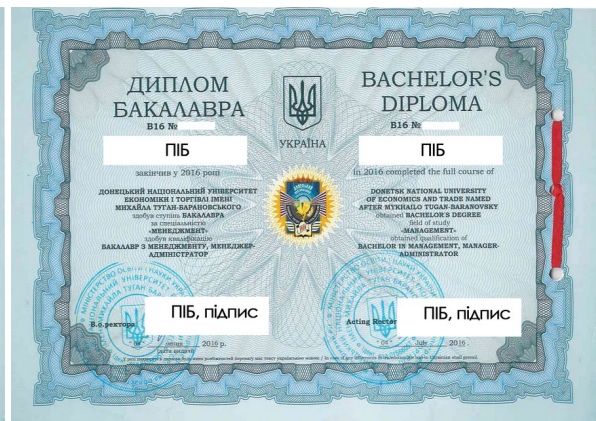 ДИПЛОМ
БАКАЛАВРА
В16 №
ПІБ
закінчив у 2016 році
ДОНЕЦЬКИЙ НАЦІОНАЛЬНИЙ УНІВЕРСИТЕТ
ЕКОНОМІКИ І ТОРГІВЛІ ІМЕНІ
МИХАЙЛА ТУГАН-БАРАНОВСЬКОГО
здобув ступінь БАКАЛАВРА
за спеціальністю
«МЕНЕДЖМЕНТ»
здобув кваліфікацію
БАКАЛАВР З МЕНЕДЖМЕНТУ, МЕНЕДЖЕР-
АДМІНІСТРАТОР
В.о.ректора
ПІБ, підпис
липня 2016 р.
УКРАЇНА
BACHELOR'S
DIPLOMA
B16 №
ПІБ
in 2016 completed the full course of
DONETSK NATIONAL UNIVERSITY
OF ECONOMICS AND TRADE NAMED
AFTER MYKHAILO TUGAN-BARANOVSKY
obtained BACHELOR'S DEGREE
field of study
«MANAGEMENT»
obtained qualification of
BACHELOR IN MANAGEMENT, MANAGER-
ADMINISTRATOR
Acting Rector
ПІБ, підпис
July 2016